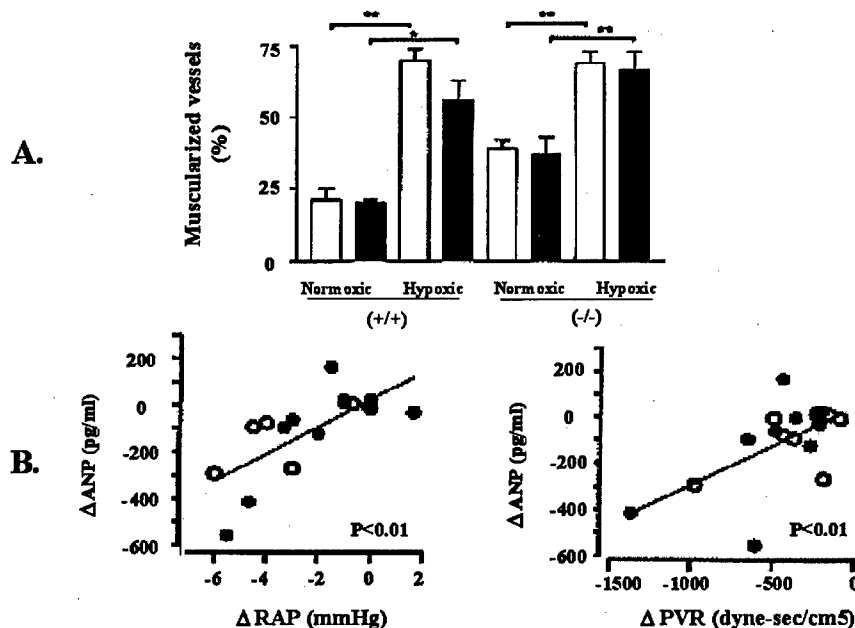 A.
Muscularized vessels
(%)
75
50
25
0
**
*
**
**
Normoxic Hypoxic Normoxic Hypoxic
(+/+) (-/-)
B.
ΔANP (pg/ml)
200
0
-200
-400
-600
P<0.01
-6 -4 -2 0 2
ΔRAP (mmHg)
ΔANP (pg/ml)
200
0
-200
-400
-600
P<0.01
-1500 -1000 -500 0
ΔPVR (dyne-sec/cm5)